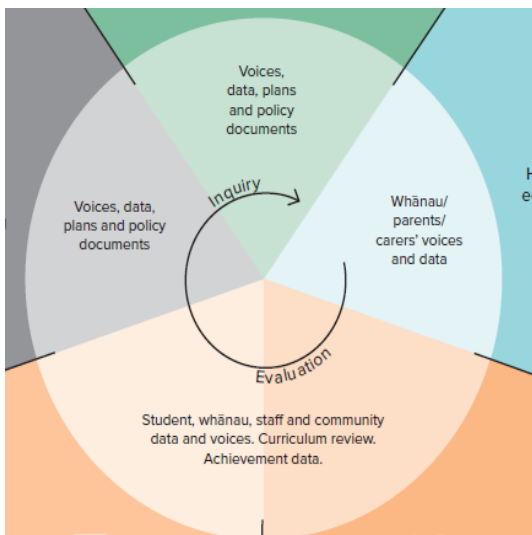 Voices,
data, plans
and policy
documents
Inquiry
Voices, data,
plans and policy
documents
Whānau/
parents/
carers' voices
and data
Evaluation
Student, whānau, staff and community
data and voices. Curriculum review.
Achievement data.